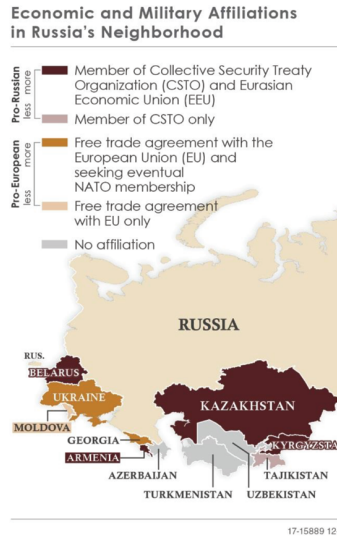 Economic and Military Affiliations
in Russia's Neighborhood
Pro-Russian
less more
Member of Collective Security Treaty
Organization (CSTO) and Eurasian
Economic Union (EEU)
Member of CSTO only
Pro-European
less more
Free trade agreement with the
European Union (EU) and
seeking eventual
NATO membership
Free trade agreement
with EU only
No affiliation
RUSSIA
RUS.
BELARUS
UKRAINE
KAZAKHSTAN
MOLDOVA
GEORGIA
KYRGYZSTA
ARMENIA
AZERBAIJAN
TAJIKISTAN
TURKMENISTAN
UZBEKISTAN
17-15889 12